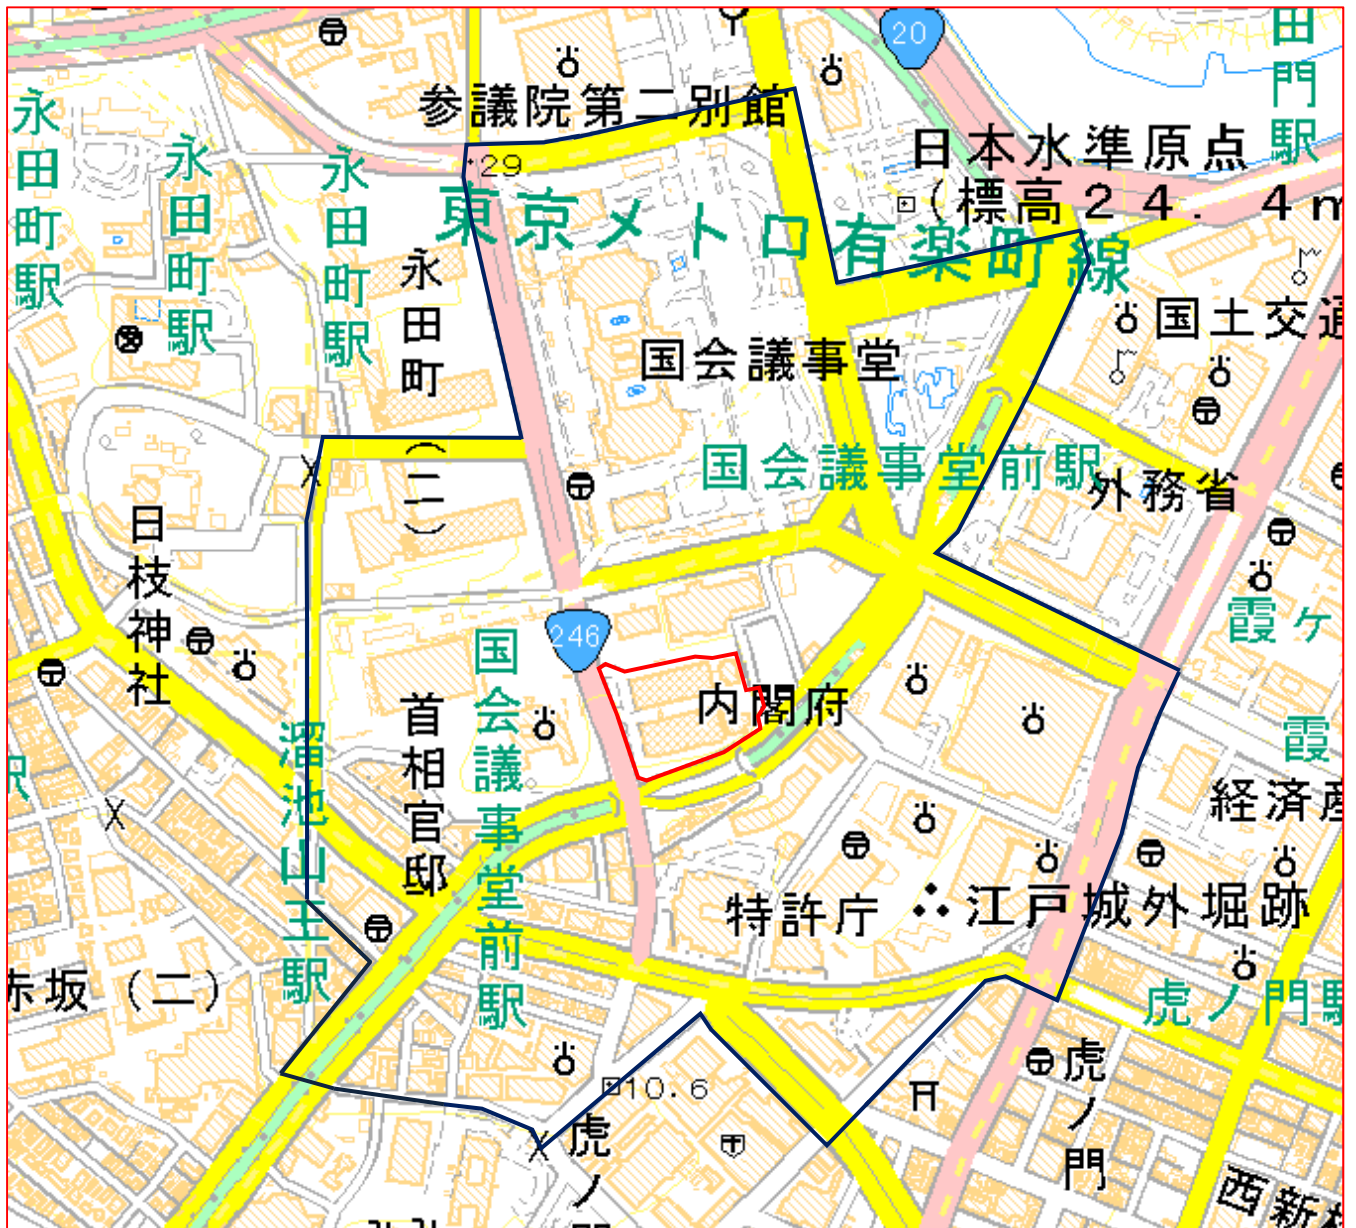 20
田門駅
参議院第二別館
永田町駅
永田町駅
永田町駅
29
日本水準原点
(標高24.4m
東京メトロ有楽町線
永田町
(二)
国土交通
国会議事堂
国会議事堂前駅
外務省
日枝神社
霞ヶ
246
国会議事堂前駅
内閣府
首相官邸
溜池山王駅
霞
駅
経済産
特許庁
江戸城外堀跡
赤坂(二)
虎ノ門駅
10.6
虎ノ門
虎ノ
西新